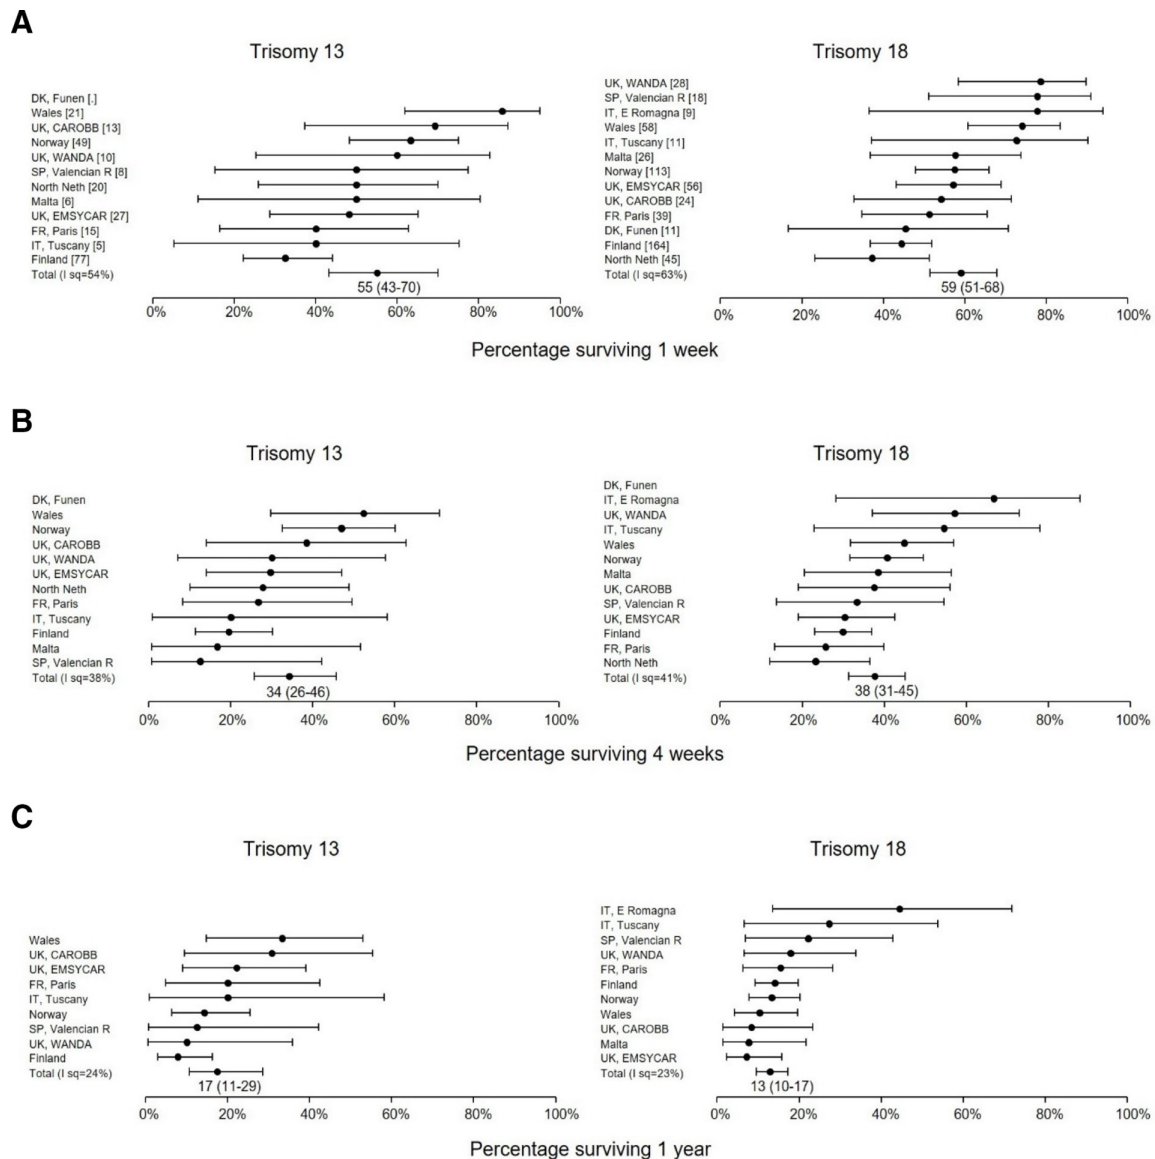 A
Trisomy 13
DK, Funen [.]
Wales [21]
UK, CAROBB [13]
Norway [49]
UK, WANDA [10]
SP, Valencian R [8]
North Neth [20]
Malta [6]
UK, EMSYCAR [27]
FR, Paris [15]
IT, Tuscany [5]
Finland [77]
Total (I sq=54%)
55 (43-70)
0% 20% 40% 60% 80% 100%
Trisomy 18
UK, WANDA [28]
SP, Valencian R [18]
IT, E Romagna [9]
Wales [58]
IT, Tuscany [11]
Malta [26]
Norway [113]
UK, EMSYCAR [56]
UK, CAROBB [24]
FR, Paris [39]
DK, Funen [11]
Finland [164]
North Neth [45]
Total (I sq=63%)
59 (51-68)
0% 20% 40% 60% 80% 100%
Percentage surviving 1 week
B
Trisomy 13
DK, Funen
Wales
Norway
UK, CAROBB
UK, WANDA
UK, EMSYCAR
North Neth
FR, Paris
IT, Tuscany
Finland
Malta
SP, Valencian R
Total (I sq=38%)
34 (26-46)
0% 20% 40% 60% 80% 100%
Trisomy 18
DK, Funen
IT, E Romagna
UK, WANDA
IT, Tuscany
Wales
Norway
Malta
UK, CAROBB
SP, Valencian R
UK, EMSYCAR
Finland
FR, Paris
North Neth
Total (I sq=41%)
38 (31-45)
0% 20% 40% 60% 80% 100%
Percentage surviving 4 weeks
C
Trisomy 13
Wales
UK, CAROBB
UK, EMSYCAR
FR, Paris
IT, Tuscany
Norway
SP, Valencian R
UK, WANDA
Finland
Total (I sq=24%)
17 (11-29)
0% 20% 40% 60% 80% 100%
Trisomy 18
IT, E Romagna
IT, Tuscany
SP, Valencian R
UK, WANDA
FR, Paris
Finland
Norway
Wales
UK, CAROBB
Malta
UK, EMSYCAR
Total (I sq=23%)
13 (10-17)
0% 20% 40% 60% 80% 100%
Percentage surviving 1 year